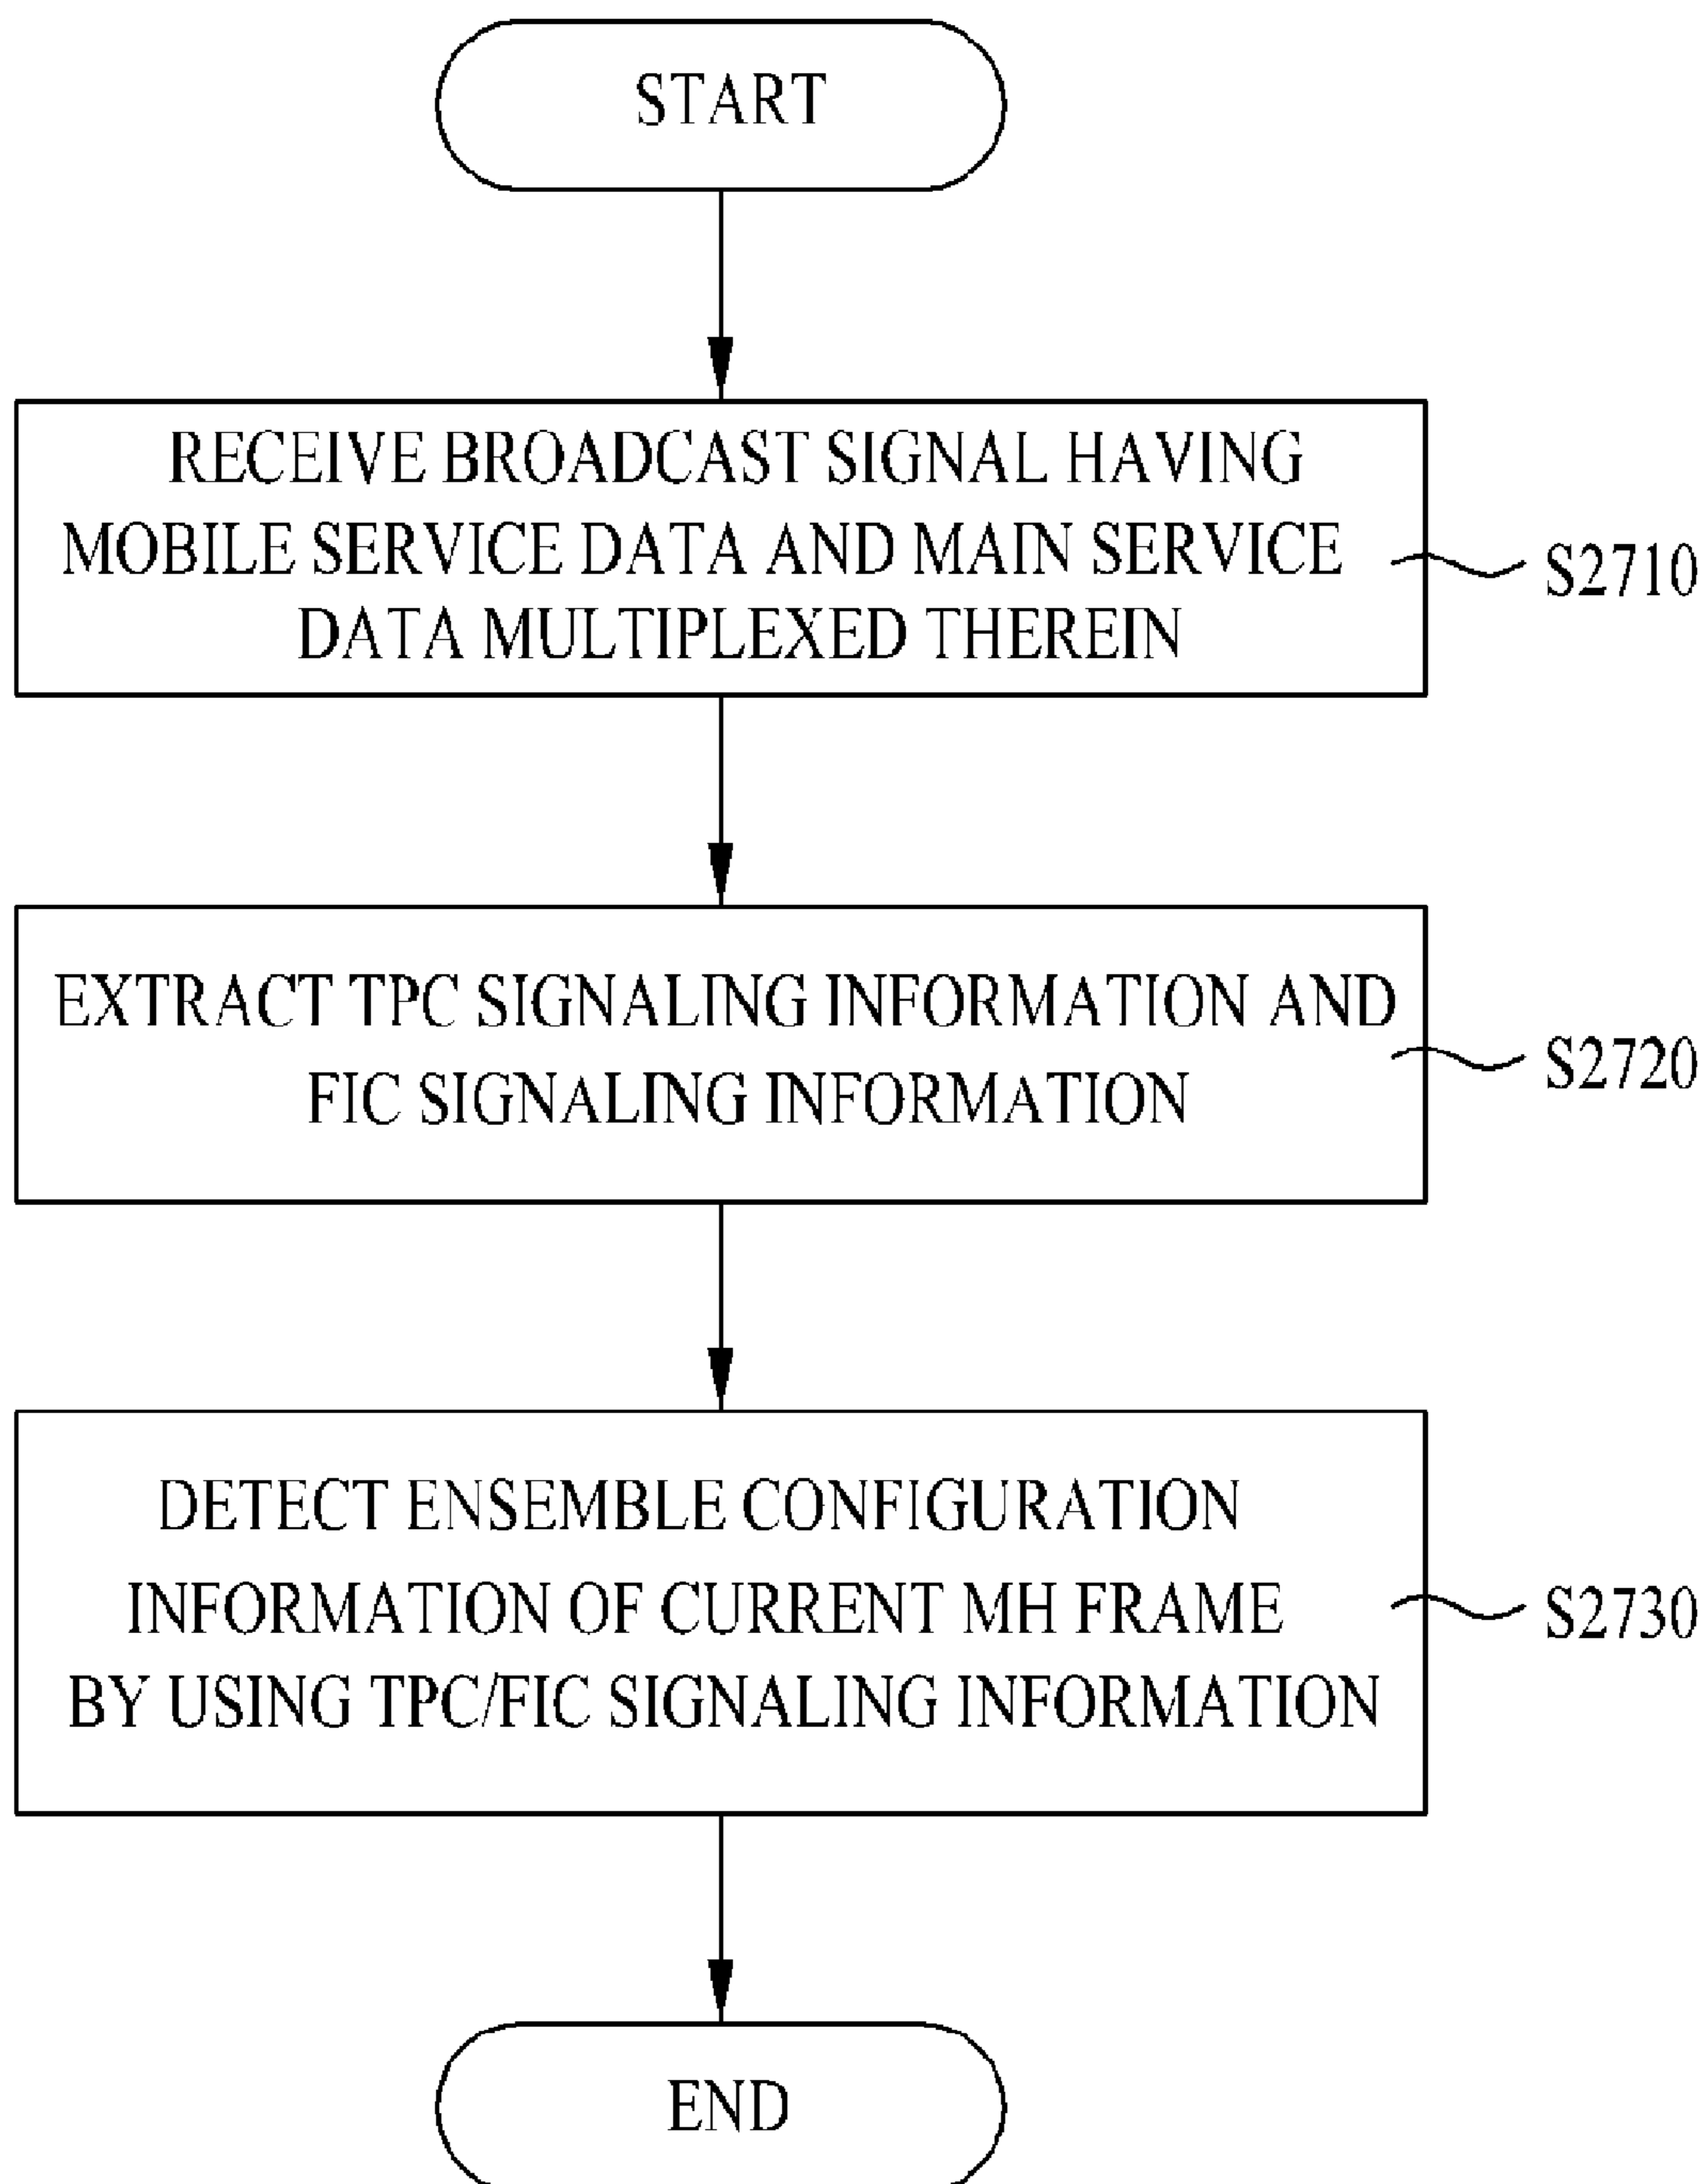 START
RECEIVE BROADCAST SIGNAL HAVING
MOBILE SERVICE DATA AND MAIN SERVICE
DATA MULTIPLEXED THEREIN
S2710
EXTRACT TPC SIGNALING INFORMATION AND
FIC SIGNALING INFORMATION
S2720
DETECT ENSEMBLE CONFIGURATION
INFORMATION OF CURRENT MH FRAME
BY USING TPC/FIC SIGNALING INFORMATION
S2730
END